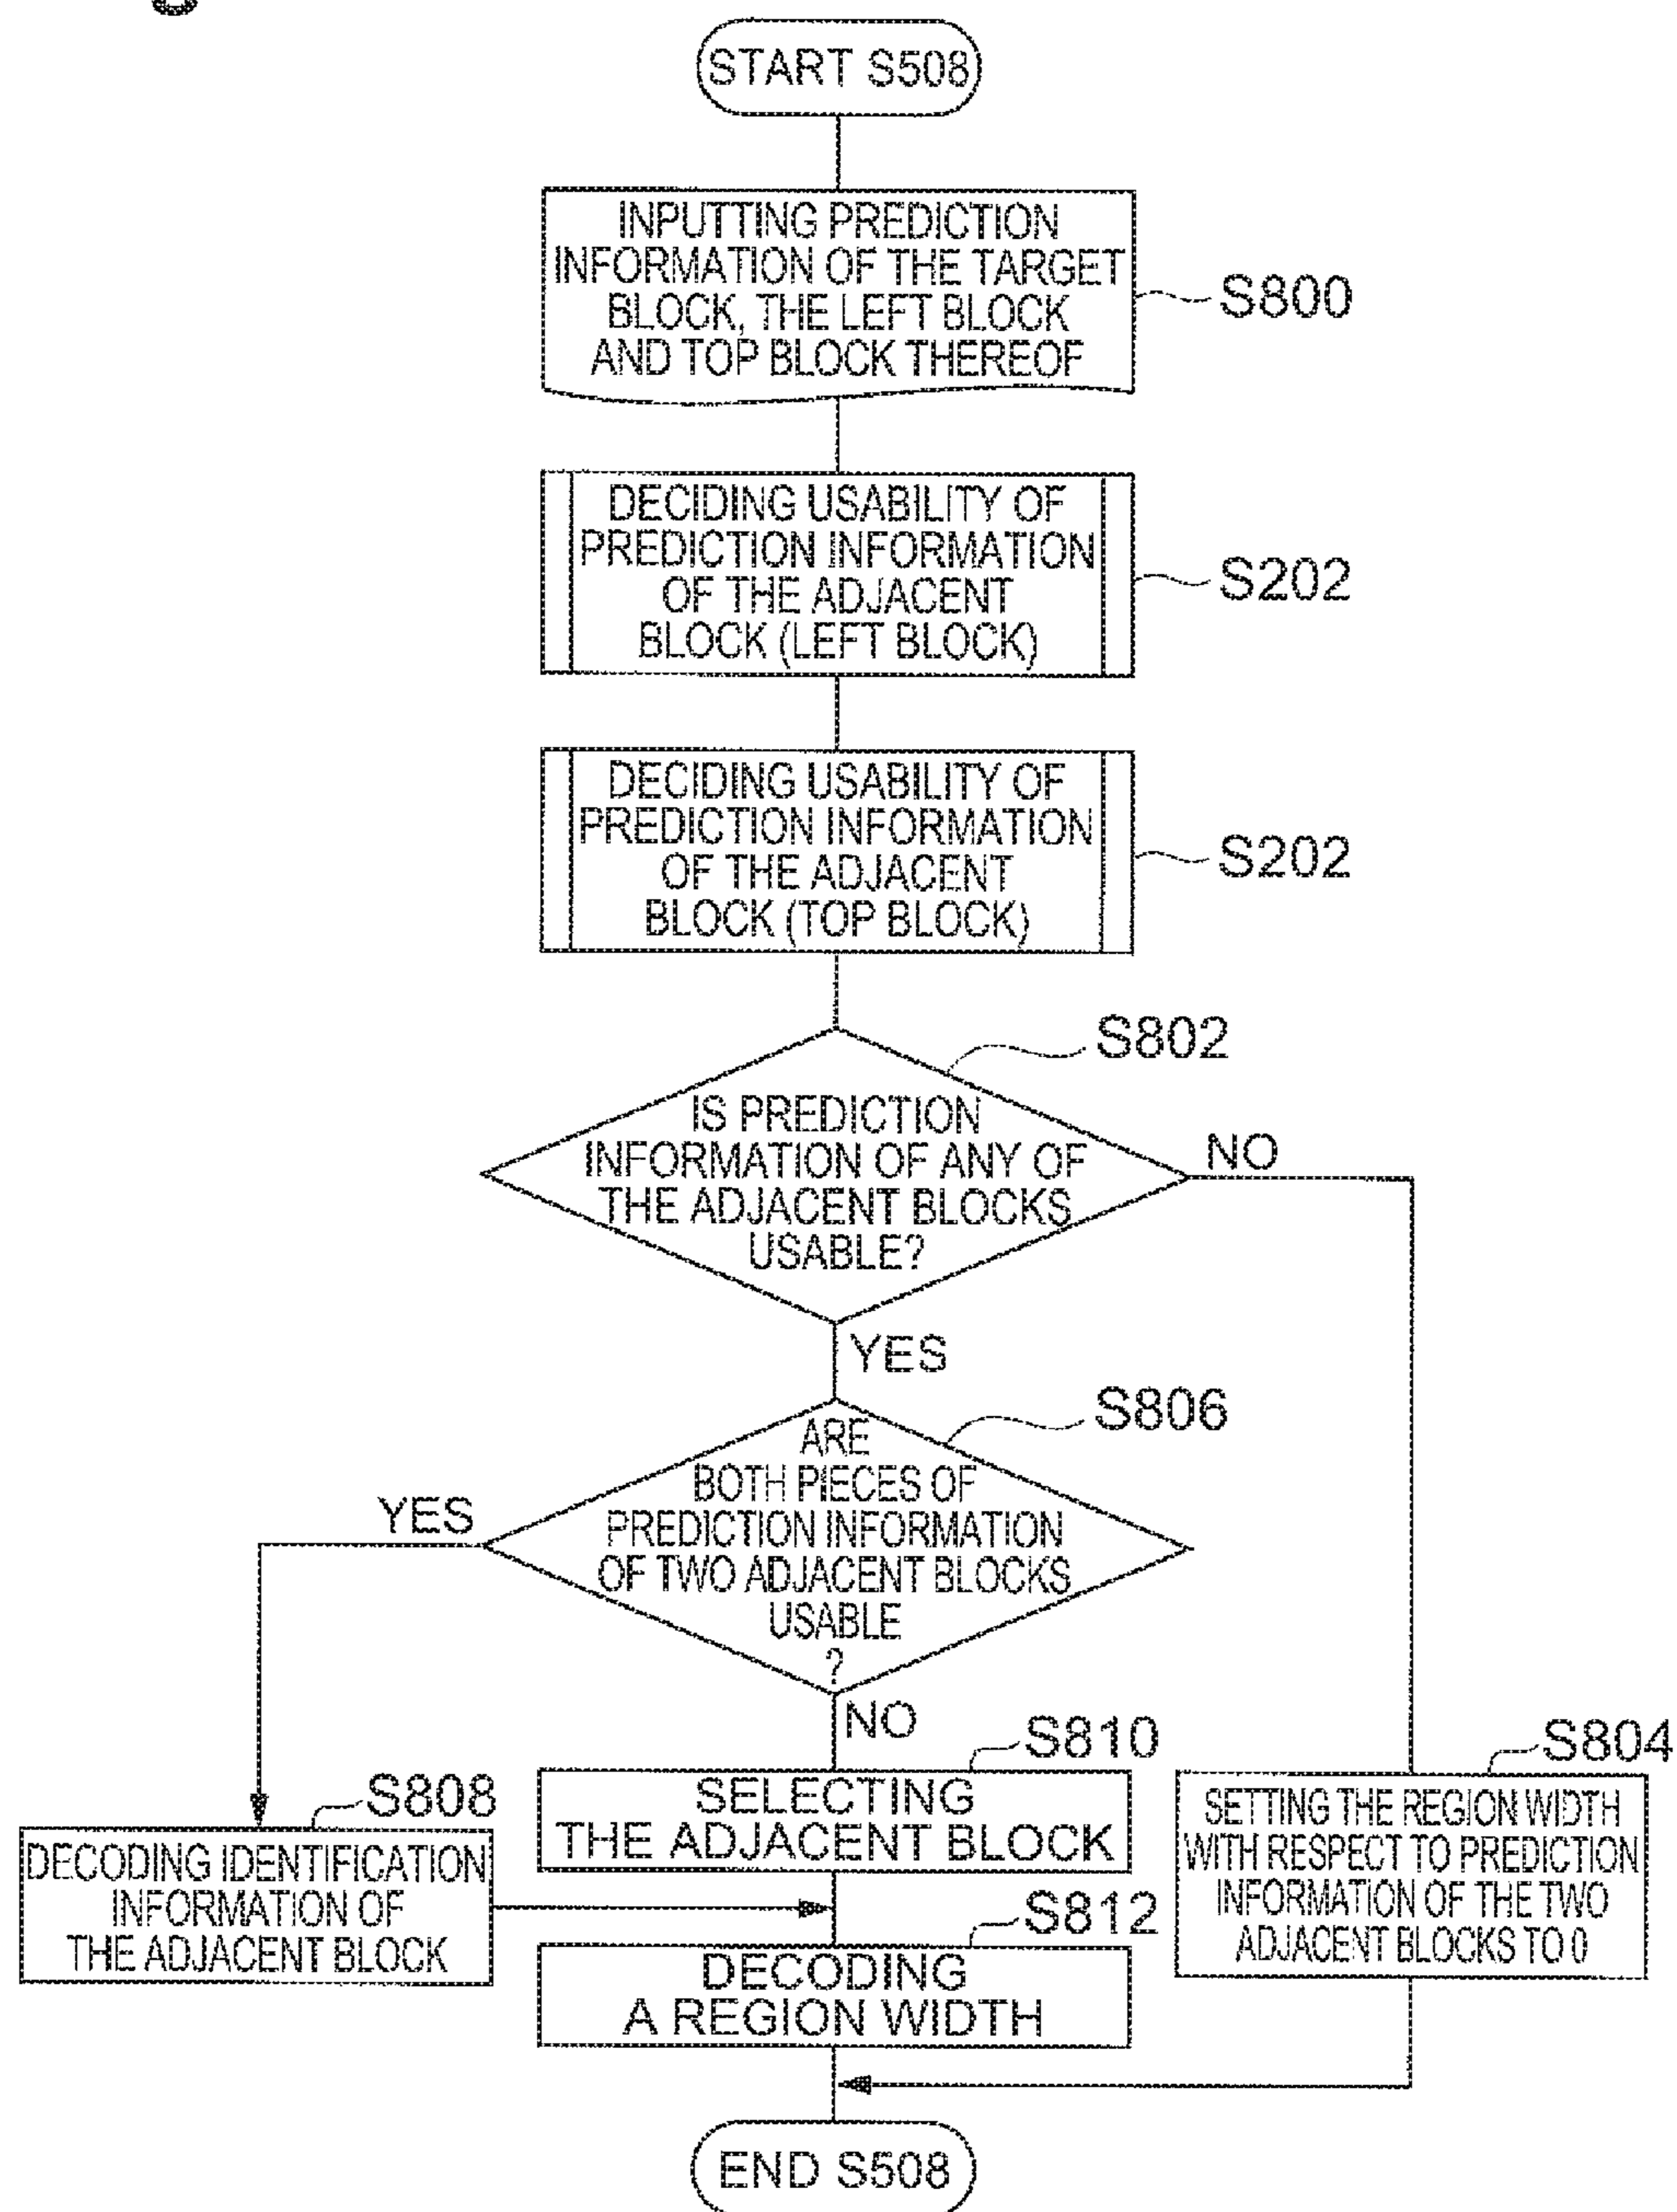 START S508
INPUTTING PREDICTION
INFORMATION OF THE TARGET
BLOCK, THE LEFT BLOCK
AND TOP BLOCK THEREOF
S800
DECIDING USABILITY OF
PREDICTION INFORMATION
OF THE ADJACENT
BLOCK (LEFT BLOCK)
S202
DECIDING USABILITY OF
PREDICTION INFORMATION
OF THE ADJACENT
BLOCK (TOP BLOCK)
S202
S802
IS PREDICTION
INFORMATION OF ANY OF
THE ADJACENT BLOCKS
USABLE?
NO
YES
S806
ARE
BOTH PIECES OF
PREDICTION INFORMATION
OF TWO ADJACENT BLOCKS
USABLE
?
YES
NO
S808
DECODING IDENTIFICATION
INFORMATION OF
THE ADJACENT BLOCK
S810
SELECTING
THE ADJACENT BLOCK
S804
SETTING THE REGION WIDTH
WITH RESPECT TO PREDICTION
INFORMATION OF THE TWO
ADJACENT BLOCKS TO 0
S812
DECODING
A REGION WIDTH
END S508